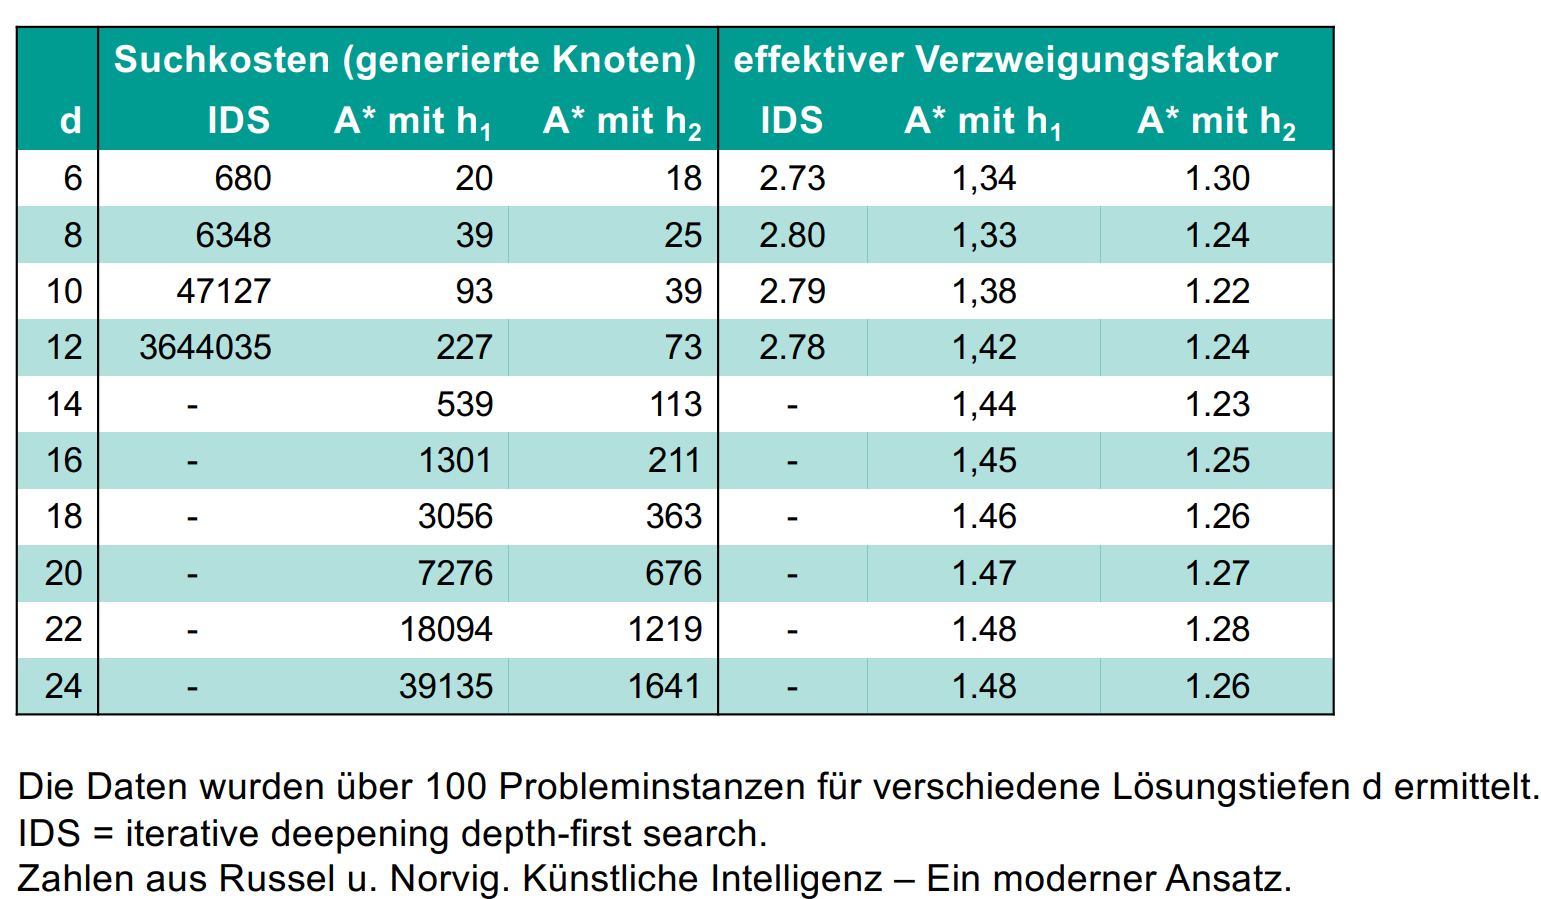 Suchkosten (generierte Knoten) effektiver Verzweigungsfaktor
d IDS A* mit h1 A* mit h2 IDS A* mit h1 A* mit h2
6 680 20 18 2.73 1,34 1.30
8 6348 39 25 2.80 1,33 1.24
10 47127 93 39 2.79 1,38 1.22
12 3644035 227 73 2.78 1,42 1.24
14 - 539 113 - 1,44 1.23
16 - 1301 211 - 1,45 1.25
18 - 3056 363 - 1.46 1.26
20 - 7276 676 - 1.47 1.27
22 - 18094 1219 - 1.48 1.28
24 - 39135 1641 - 1.48 1.26
Die Daten wurden über 100 Probleminstanzen für verschiedene Lösungstiefen d ermittelt.
IDS = iterative deepening depth-first search.
Zahlen aus Russel u. Norvig. Künstliche Intelligenz – Ein moderner Ansatz.